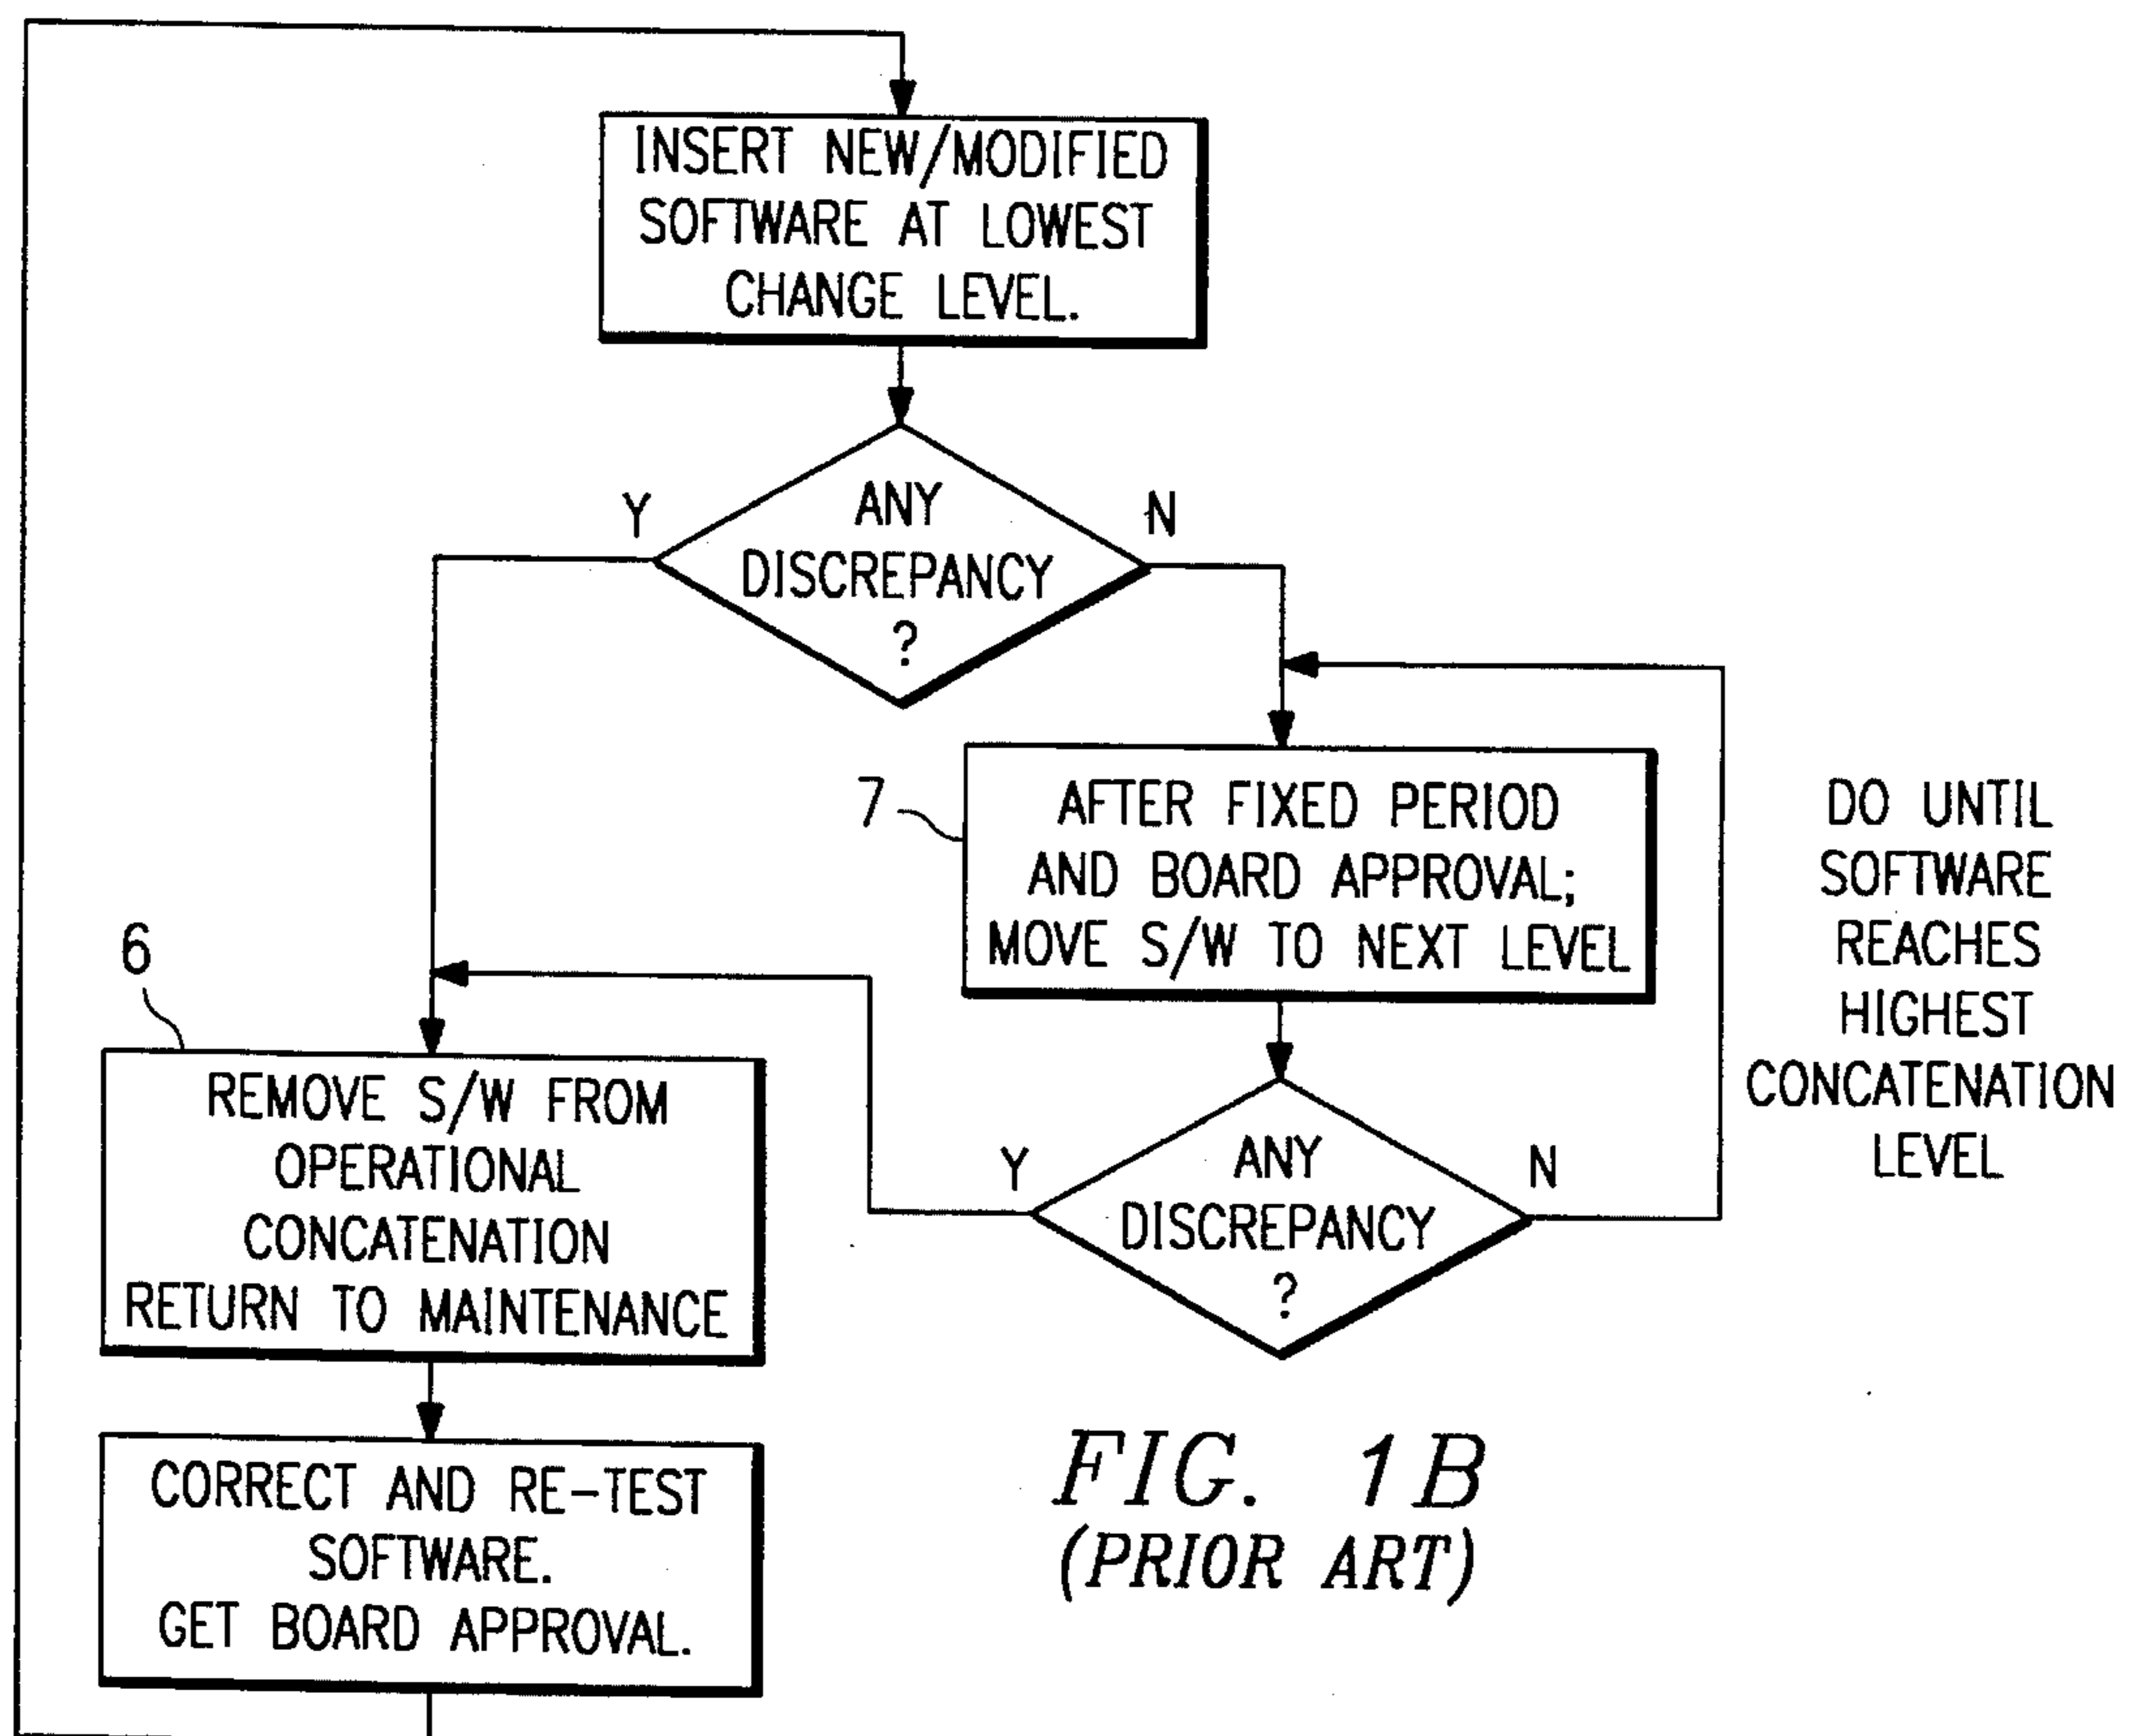 INSERT NEW/MODIFIED
SOFTWARE AT LOWEST
CHANGE LEVEL.
Y
ANY
DISCREPANCY
?
N
7
AFTER FIXED PERIOD
AND BOARD APPROVAL;
MOVE S/W TO NEXT LEVEL
DO UNTIL
SOFTWARE
REACHES
HIGHEST
CONCATENATION
LEVEL
6
REMOVE S/W FROM
OPERATIONAL
CONCATENATION
RETURN TO MAINTENANCE
Y
ANY
DISCREPANCY
?
N
CORRECT AND RE-TEST
SOFTWARE.
GET BOARD APPROVAL.
FIG. 1B
(PRIOR ART)